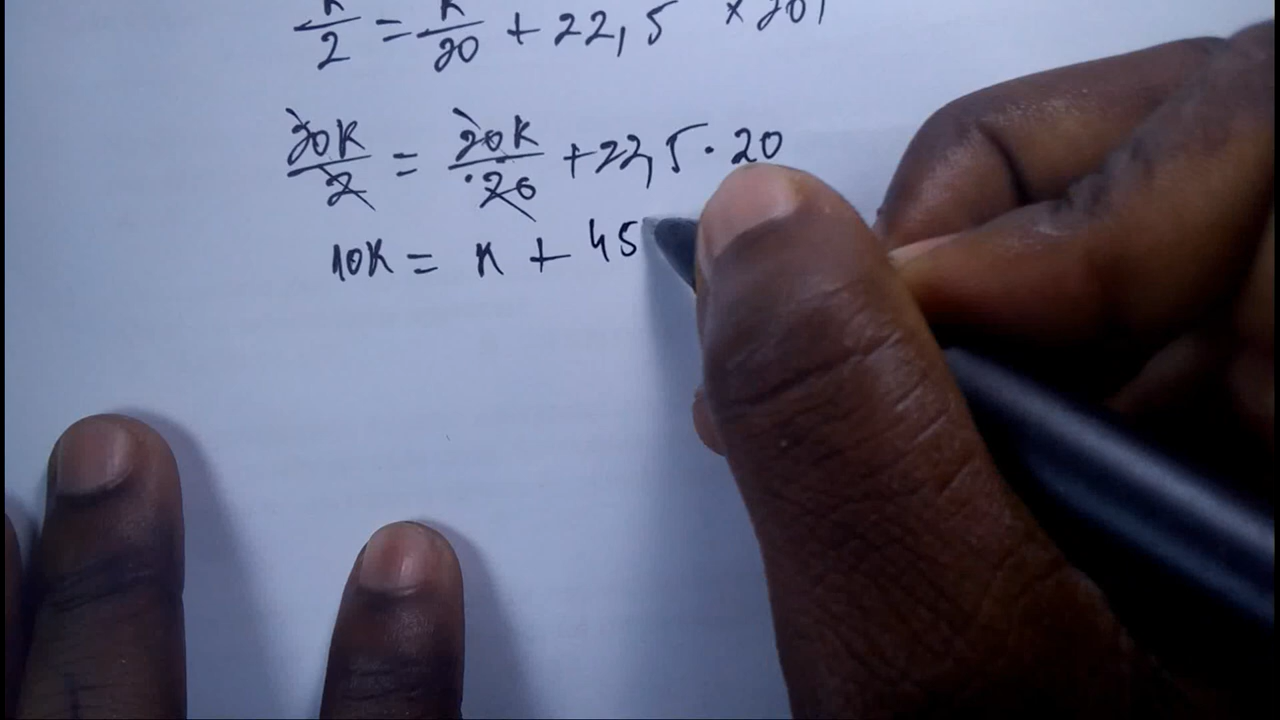 K/2 = K/20 + 22,5 ×20/
20K/2 = 20K/20 + 22,5 · 20
10K = K + 45